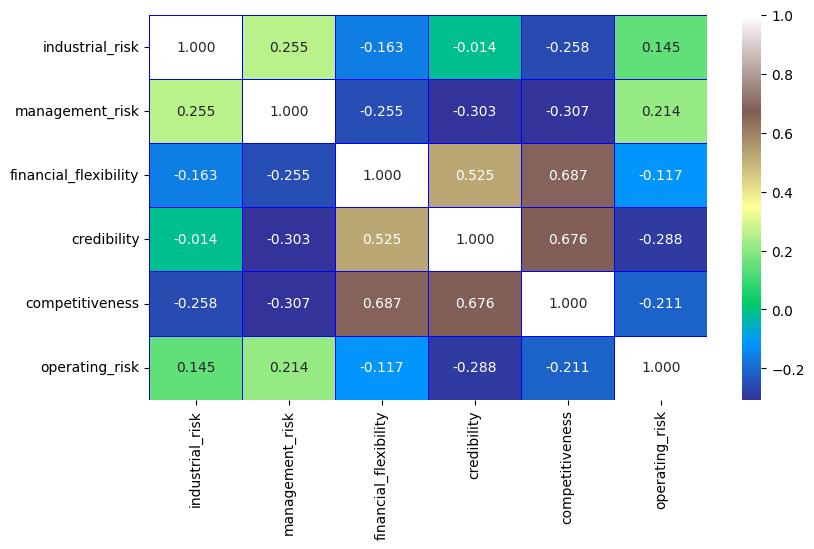 industrial_risk 1.000 0.255 -0.163 -0.014 -0.258 0.145
management_risk 0.255 1.000 -0.255 -0.303 -0.307 0.214
financial_flexibility -0.163 -0.255 1.000 0.525 0.687 -0.117
credibility -0.014 -0.303 0.525 1.000 0.676 -0.288
competitiveness -0.258 -0.307 0.687 0.676 1.000 -0.211
operating_risk 0.145 0.214 -0.117 -0.288 -0.211 1.000
industrial_risk
management_risk
financial_flexibility
credibility
competitiveness
operating_risk
1.0
0.8
0.6
0.4
0.2
0.0
−0.2